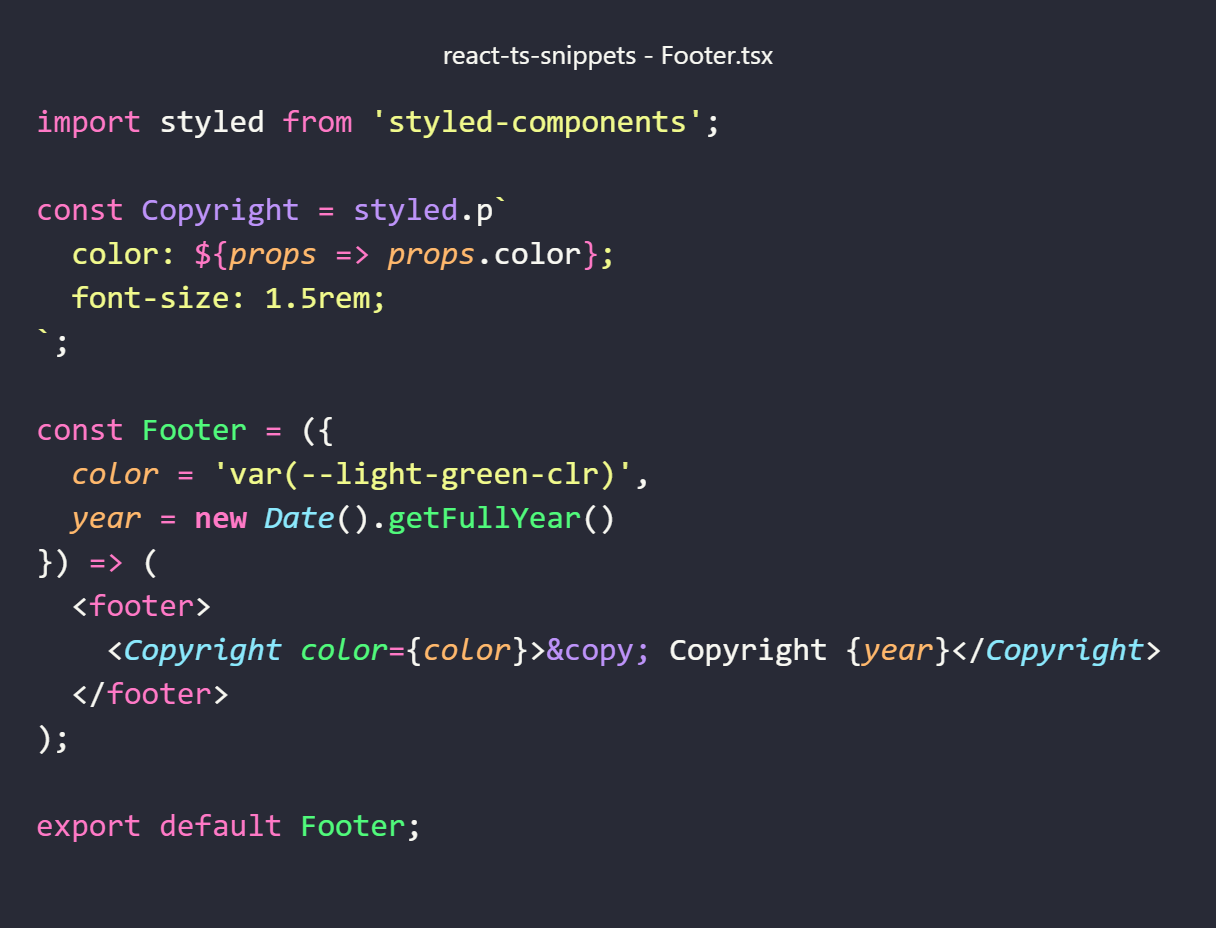 react-ts-snippets - Footer.tsx
import styled from 'styled-components';
const Copyright = styled.p`
  color: ${props => props.color};
  font-size: 1.5rem;
`;
const Footer = ({
  color = 'var(--light-green-clr)',
  year = new Date().getFullYear()
}) => (
  <footer>
    <Copyright color={color}>&copy; Copyright {year}</Copyright>
  </footer>
);
export default Footer;